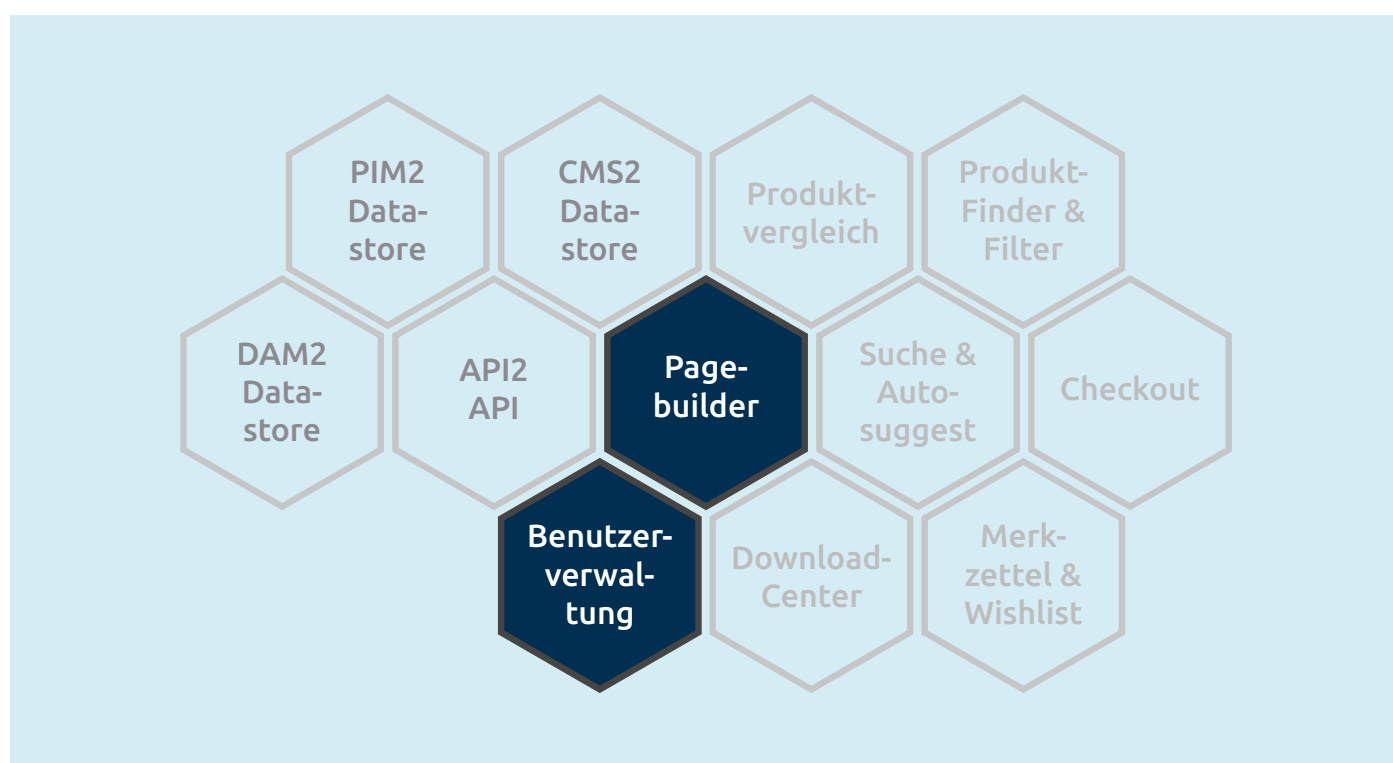 PIM2
Data-
store
CMS2
Data-
store
Produkt-
vergleich
Produkt-
Finder &
Filter
DAM2
Data-
store
API2
API
Page-
builder
Suche &
Auto-
suggest
Checkout
Benutzer-
verwal-
tung
Download-
Center
Merk-
zettel &
Wishlist